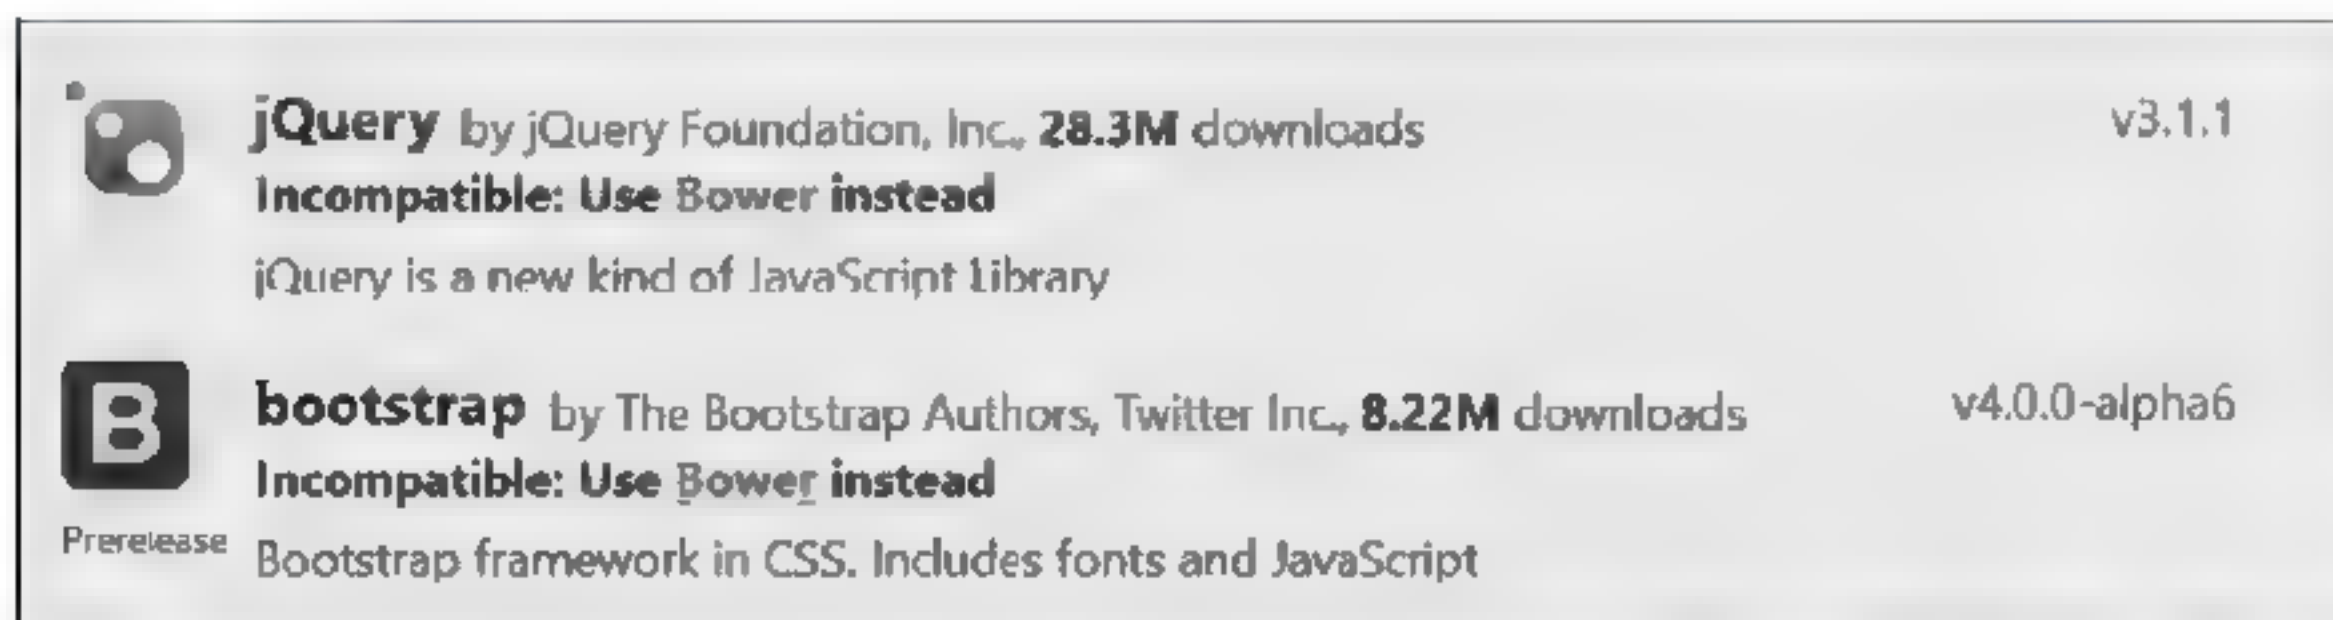 jQuery by jQuery Foundation, Inc., 28.3M downloads v3.1.1
Incompatible: Use Bower instead
jQuery is a new kind of JavaScript Library
B bootstrap by The Bootstrap Authors, Twitter Inc., 8.22M downloads v4.0.0-alpha6
Incompatible: Use Bower instead
Prerelease
Bootstrap framework in CSS. Includes fonts and JavaScript